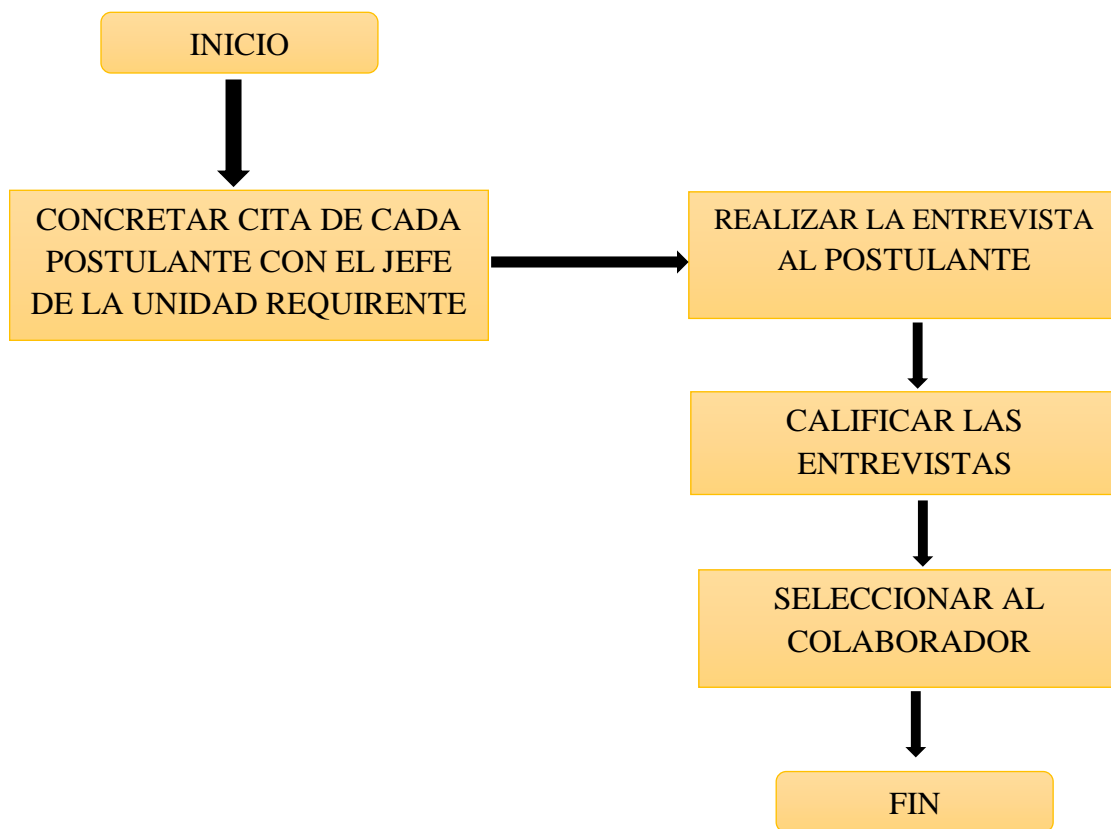 INICIO
CONCRETAR CITA DE CADA
POSTULANTE CON EL JEFE
DE LA UNIDAD REQUIRENTE
REALIZAR LA ENTREVISTA
AL POSTULANTE
CALIFICAR LAS
ENTREVISTAS
SELECCIONAR AL
COLABORADOR
FIN